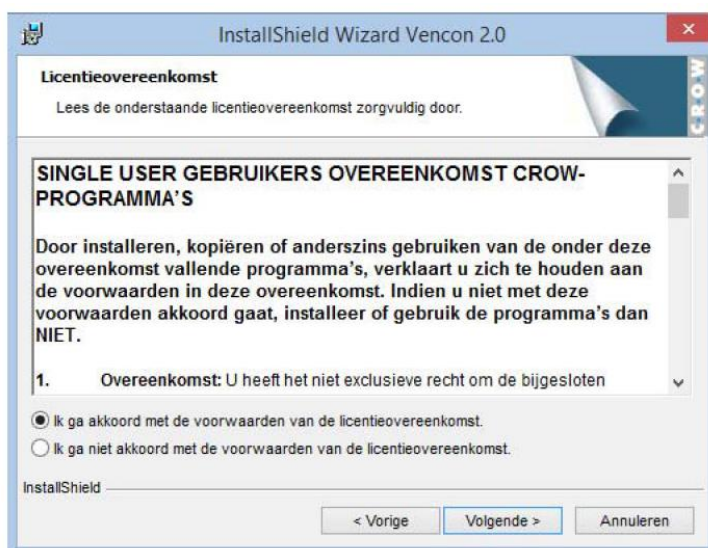 InstallShield Wizard Vencon 2.0
Licentieovereenkomst
Lees de onderstaande licentieovereenkomst zorgvuldig door.
C·R·O·W
SINGLE USER GEBRUIKERS OVEREENKOMST CROW-
PROGRAMMA'S
Door installeren, kopiëren of anderszins gebruiken van de onder deze
overeenkomst vallende programma's, verklaart u zich te houden aan
de voorwaarden in deze overeenkomst. Indien u niet met deze
voorwaarden akkoord gaat, installeer of gebruik de programma's dan
NIET.
1. Overeenkomst: U heeft het niet exclusieve recht om de bijgesloten
Ik ga akkoord met de voorwaarden van de licentieovereenkomst.
Ik ga niet akkoord met de voorwaarden van de licentieovereenkomst.
InstallShield
< Vorige
Volgende >
Annuleren